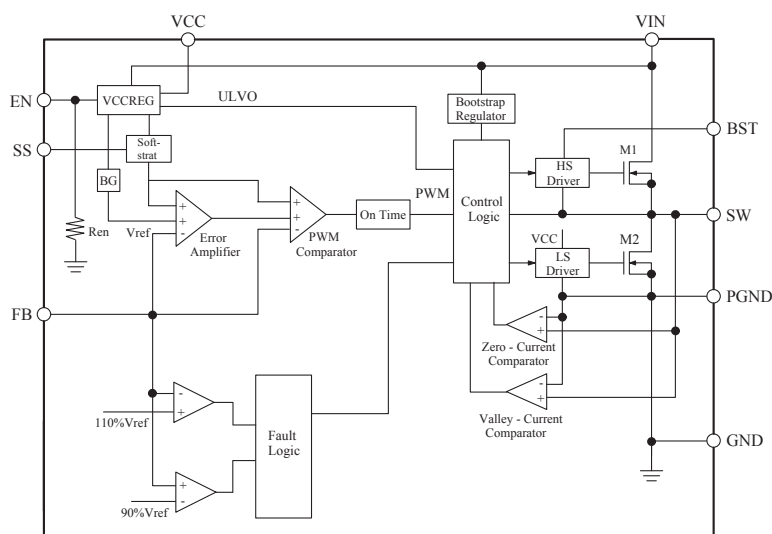 VCC
VIN
EN
VCCREG
ULVO
Bootstrap
Regulator
BST
SS
Soft-
strat
M1
HS
Driver
BG
PWM
Control
Logic
SW
+
+
-
Error
Amplifier
+
+
-
PWM
Comparator
On Time
Ren
Vref
VCC
M2
LS
Driver
PGND
FB
-
+
Zero - Current
Comparator
-
+
Valley - Current
Comparator
-
+
110%Vref
Fault
Logic
GND
+
-
90%Vref